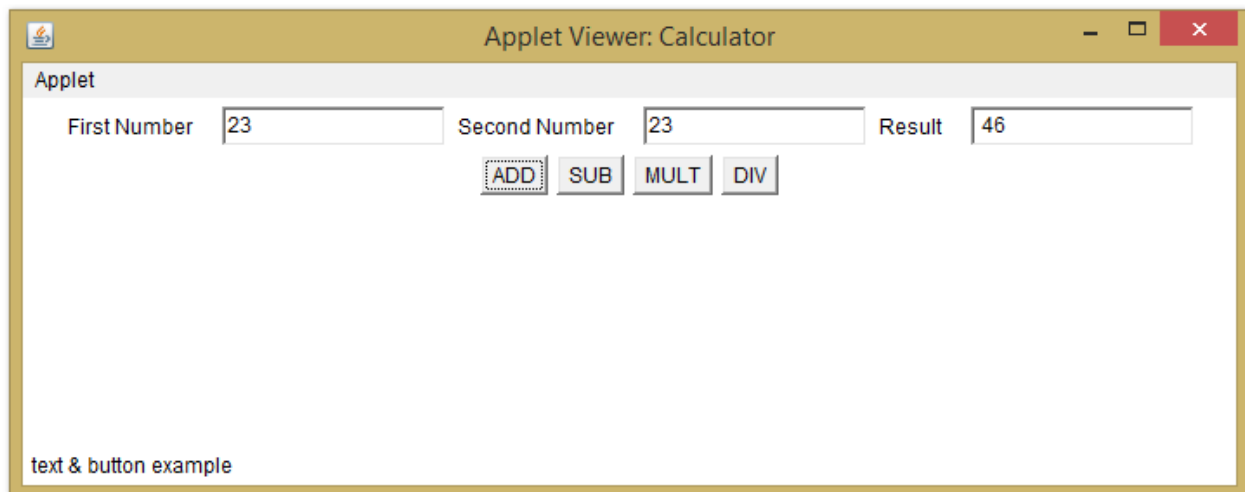 Applet Viewer: Calculator
Applet
First Number 23 Second Number 23 Result 46
ADD SUB MULT DIV
text & button example